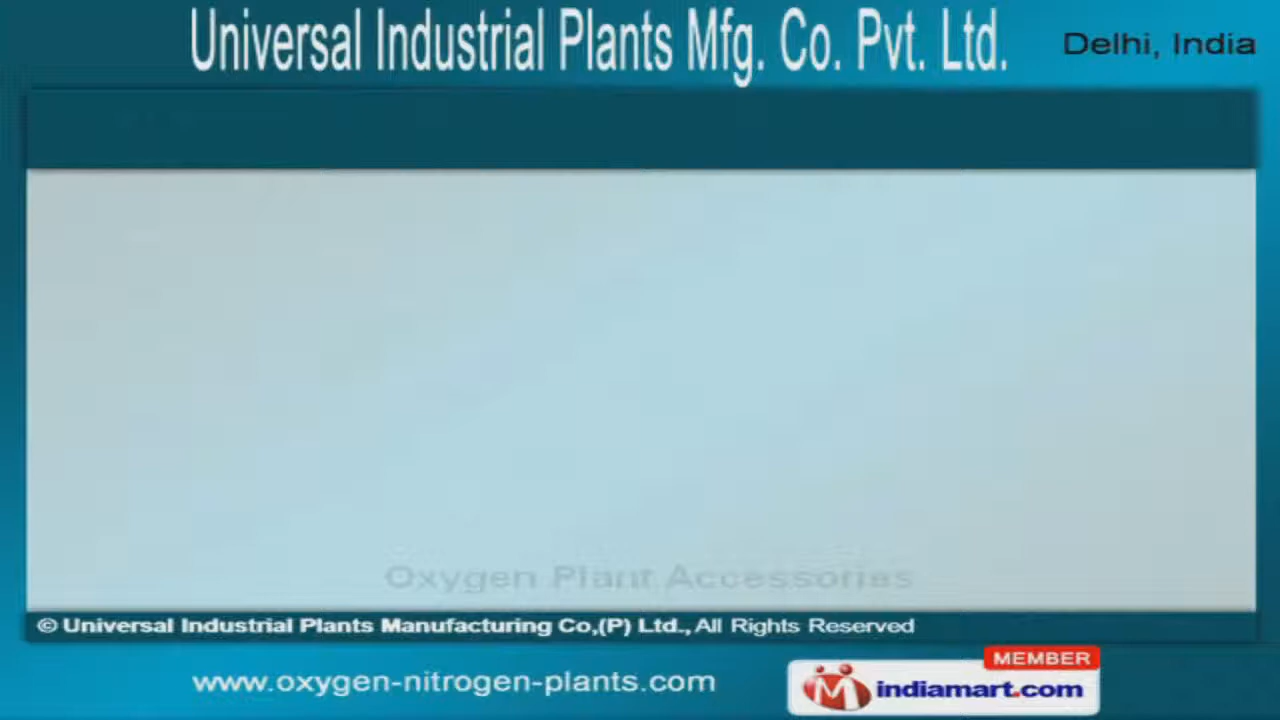 Universal Industrial Plants Mfg. Co. Pvt. Ltd.
Delhi, India
Oxygen Plant Accessories
© Universal Industrial Plants Manufacturing Co,(P) Ltd., All Rights Reserved
MEMBER
www.oxygen-nitrogen-plants.com
indiamart.com